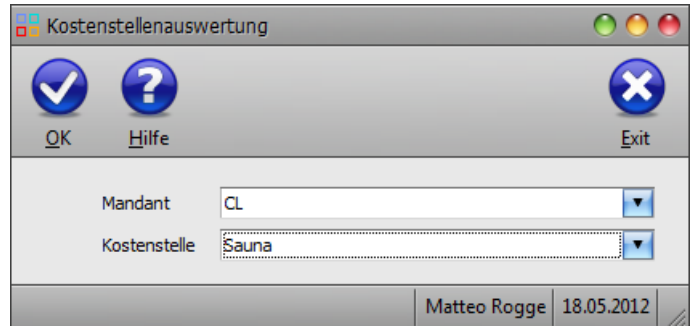 Kostenstellenauswertung
OK Hilfe Exit
Mandant CL
Kostenstelle Sauna
Matteo Rogge 18.05.2012